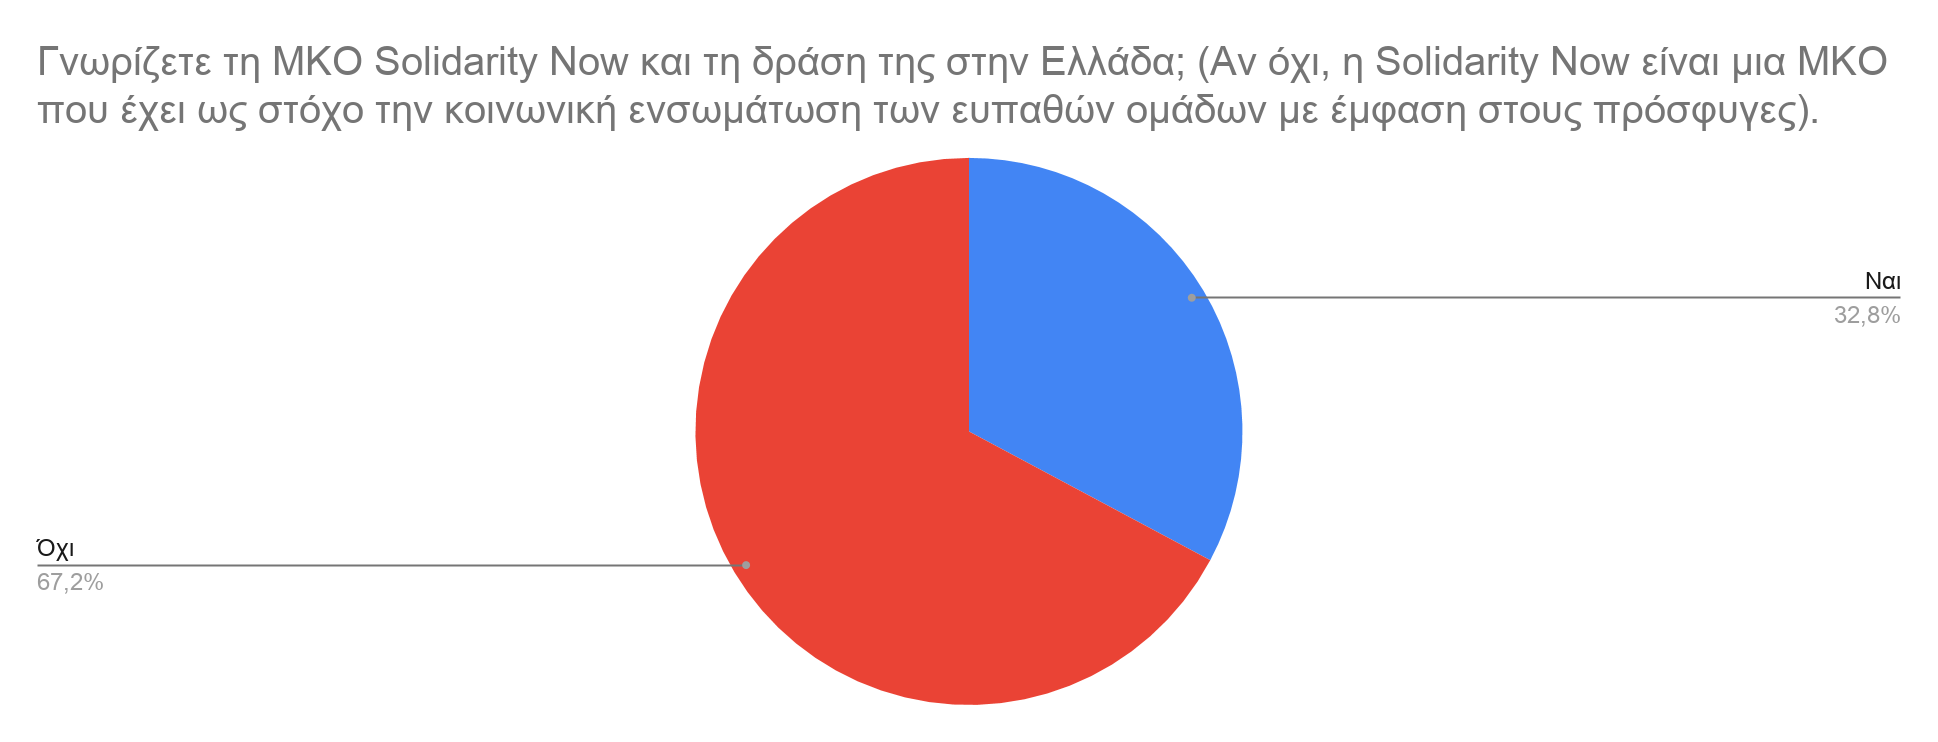 Γνωρίζετε τη ΜΚΟ Solidarity Now και τη δράση της στην Ελλάδα; (Αν όχι, η Solidarity Now είναι μια ΜΚΟ
που έχει ως στόχο την κοινωνική ενσωμάτωση των ευπαθών ομάδων με έμφαση στους πρόσφυγες).
Ναι
32,8%
Όχι
67,2%